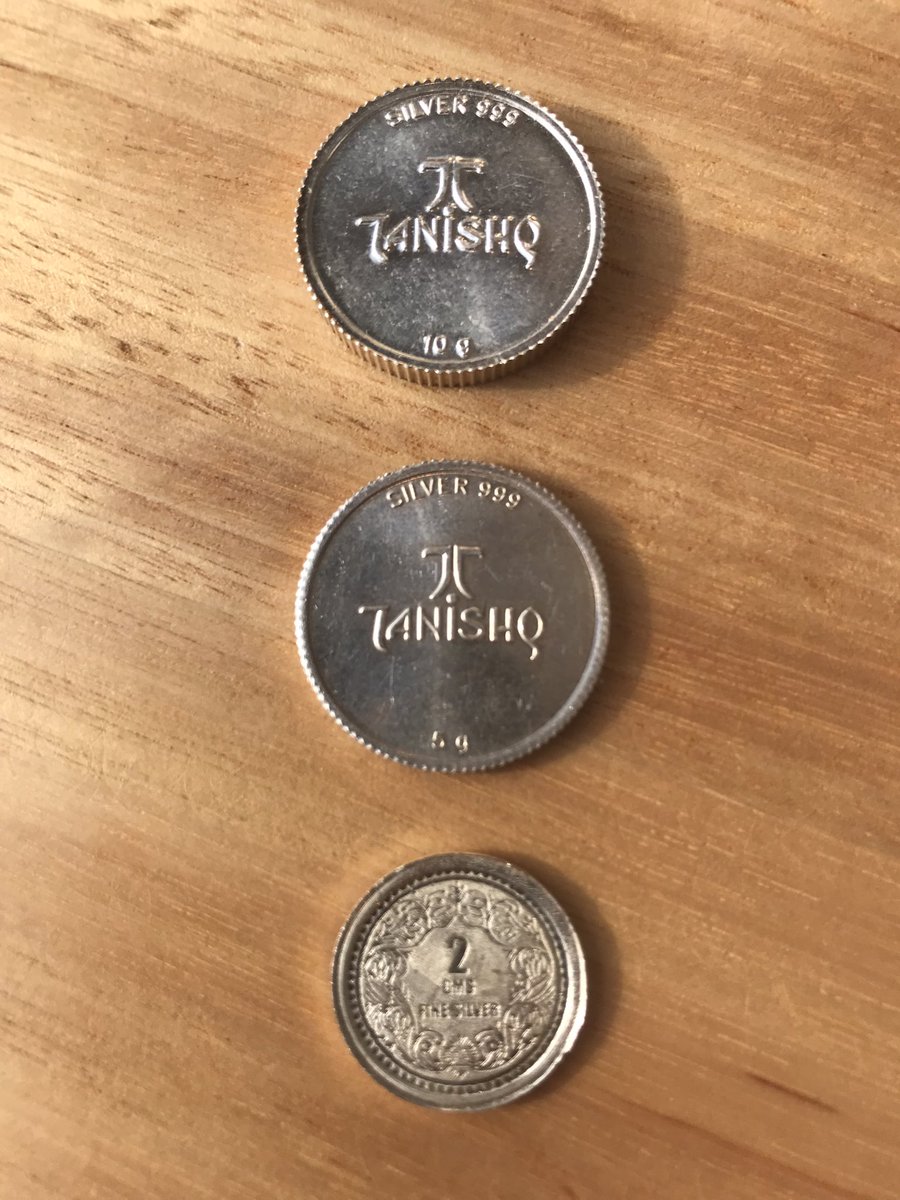 SILVER 999
TANiSHQ
10 g
SILVER 999
TANiSHQ
5 g
2
GMS
FINE SILVER